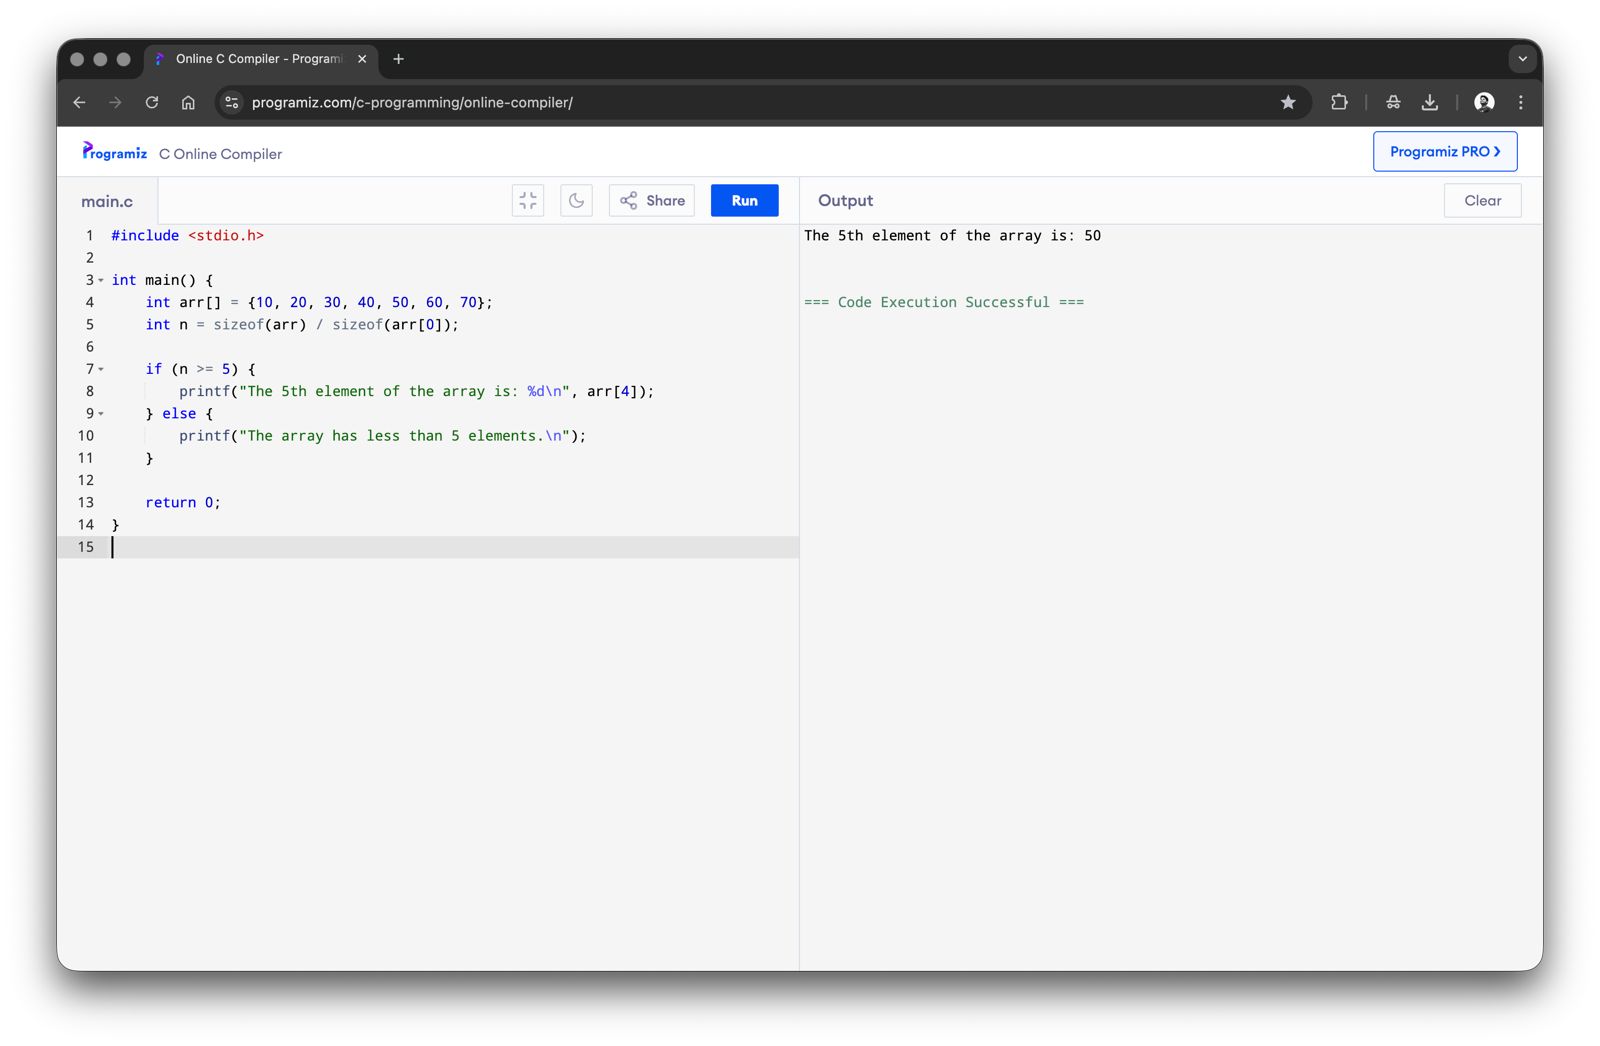 Online C Compiler - Programi
programiz.com/c-programming/online-compiler/
Programiz C Online Compiler
Programiz PRO
main.c
Share
Run
Output
Clear
1 #include <stdio.h>
2
3 int main() {
4     int arr[] = {10, 20, 30, 40, 50, 60, 70};
5     int n = sizeof(arr) / sizeof(arr[0]);
6
7     if (n >= 5) {
8         printf("The 5th element of the array is: %d\n", arr[4]);
9     } else {
10         printf("The array has less than 5 elements.\n");
11     }
12
13     return 0;
14 }
15
The 5th element of the array is: 50
=== Code Execution Successful ===